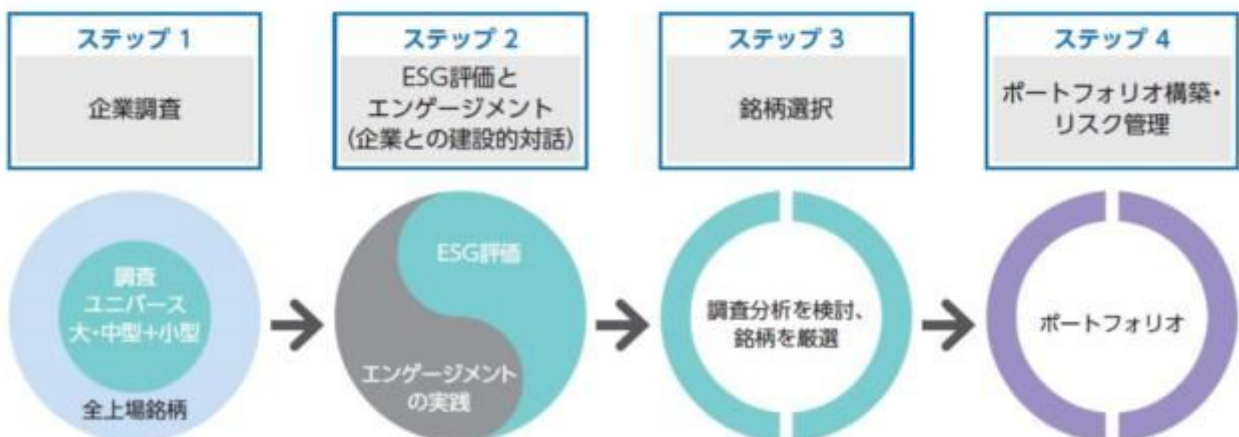 ステップ 1
企業調査
ステップ 2
ESG評価と
エンゲージメント
(企業との建設的対話)
ステップ 3
銘柄選択
ステップ 4
ポートフォリオ構築・
リスク管理
調査
ユニバース
大・中型+小型
全上場銘柄
ESG評価
エンゲージメント
の実践
調査分析を検討、
銘柄を厳選
ポートフォリオ